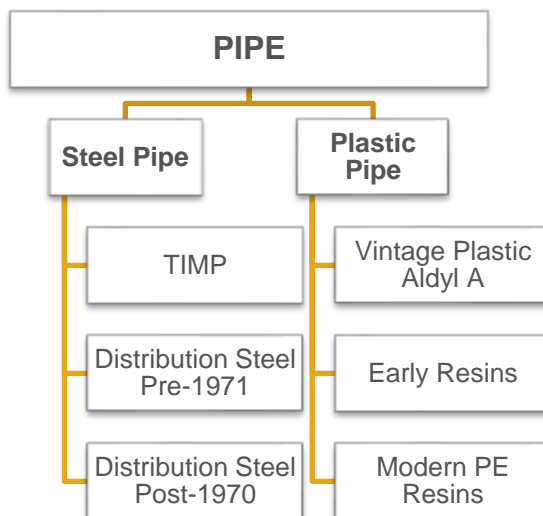 PIPE
Steel Pipe
Plastic
Pipe
TIMP
Distribution Steel
Pre-1971
Distribution Steel
Post-1970
Vintage Plastic
Aldyl A
Early Resins
Modern PE
Resins